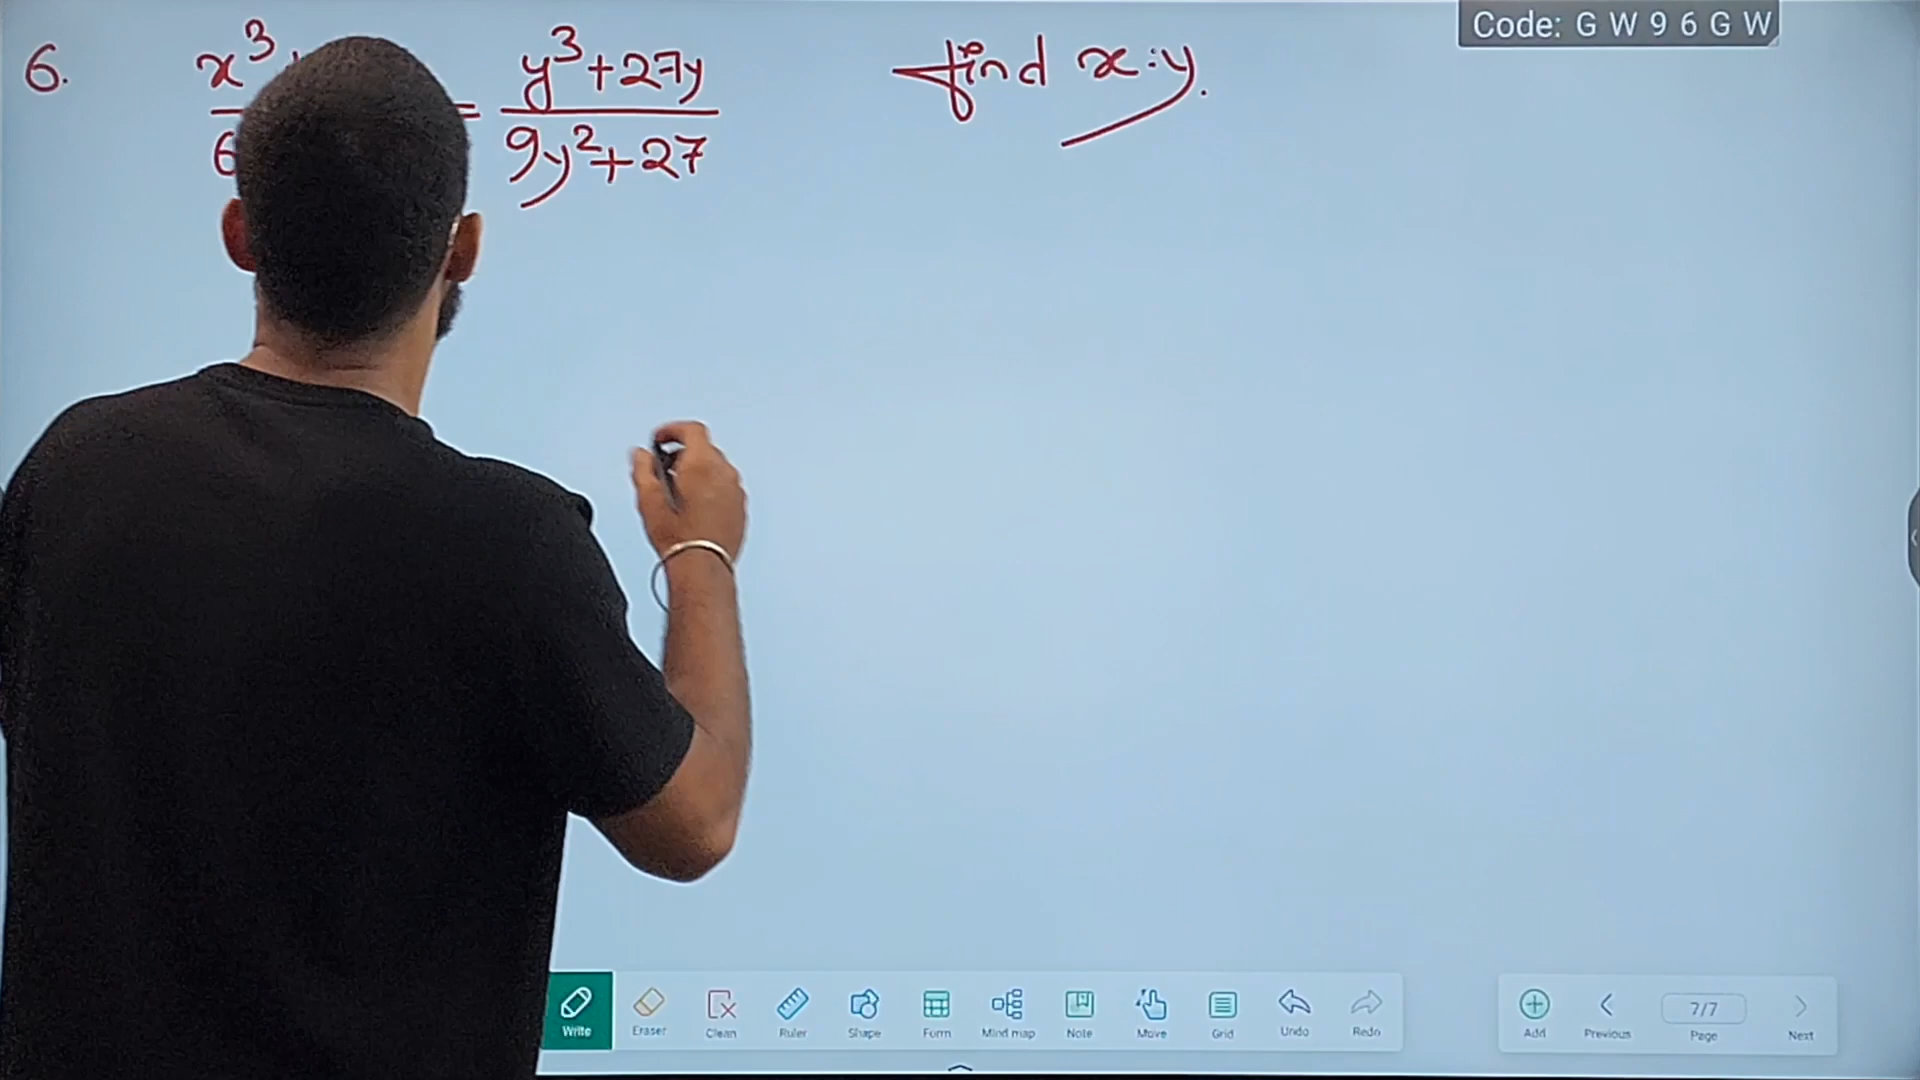 Code: G W 9 6 G W
6. x³+ = y³+27y find x:y.
6 9y²+27
Write Eraser Clean Ruler Shape Form Mind map Note Move Grid Undo Redo
Add Previous 7/7 Page Next